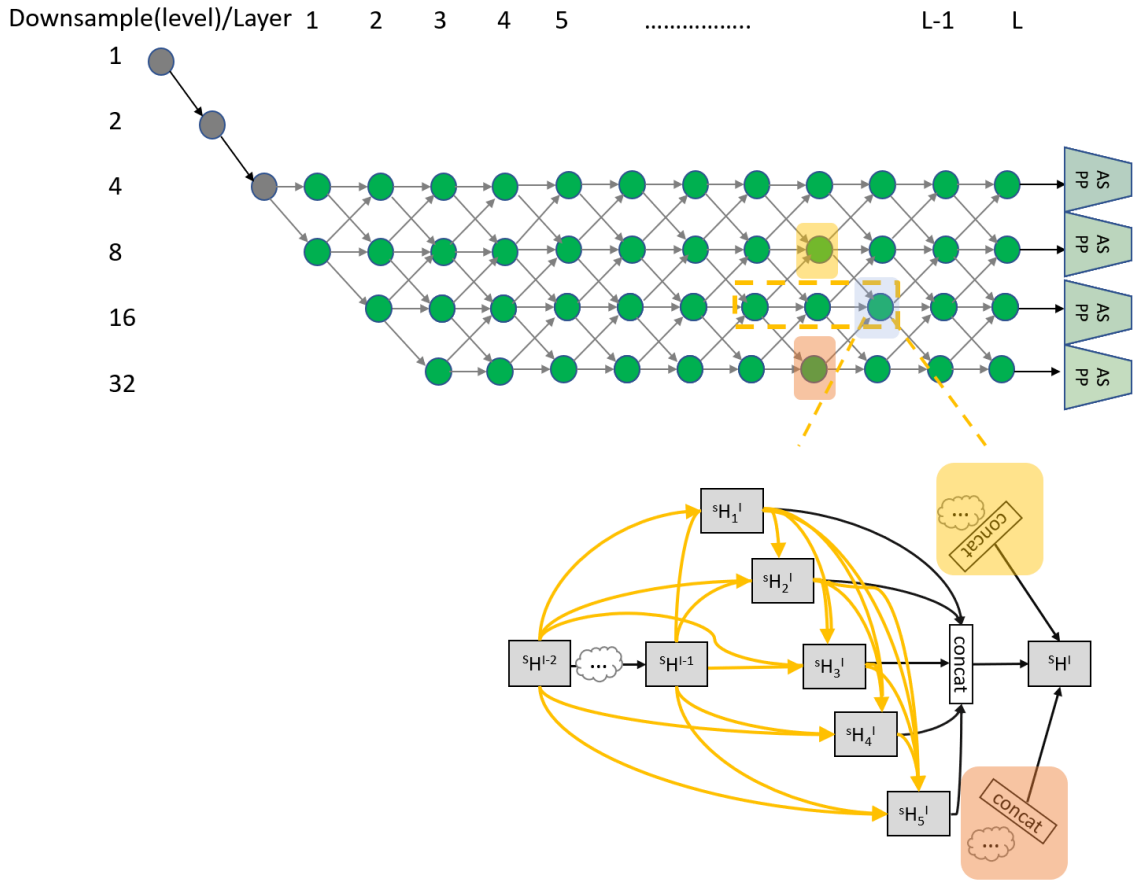 Downsample(level)/Layer 1 2 3 4 5 ................ L-1 L
1
2
4
8
16
32
AS
PP
AS
PP
AS
PP
AS
PP
sH1l
... concat
sH2l
sHl-2 ... sHl-1 sH3l concat sHl
sH4l
sH5l
concat
...